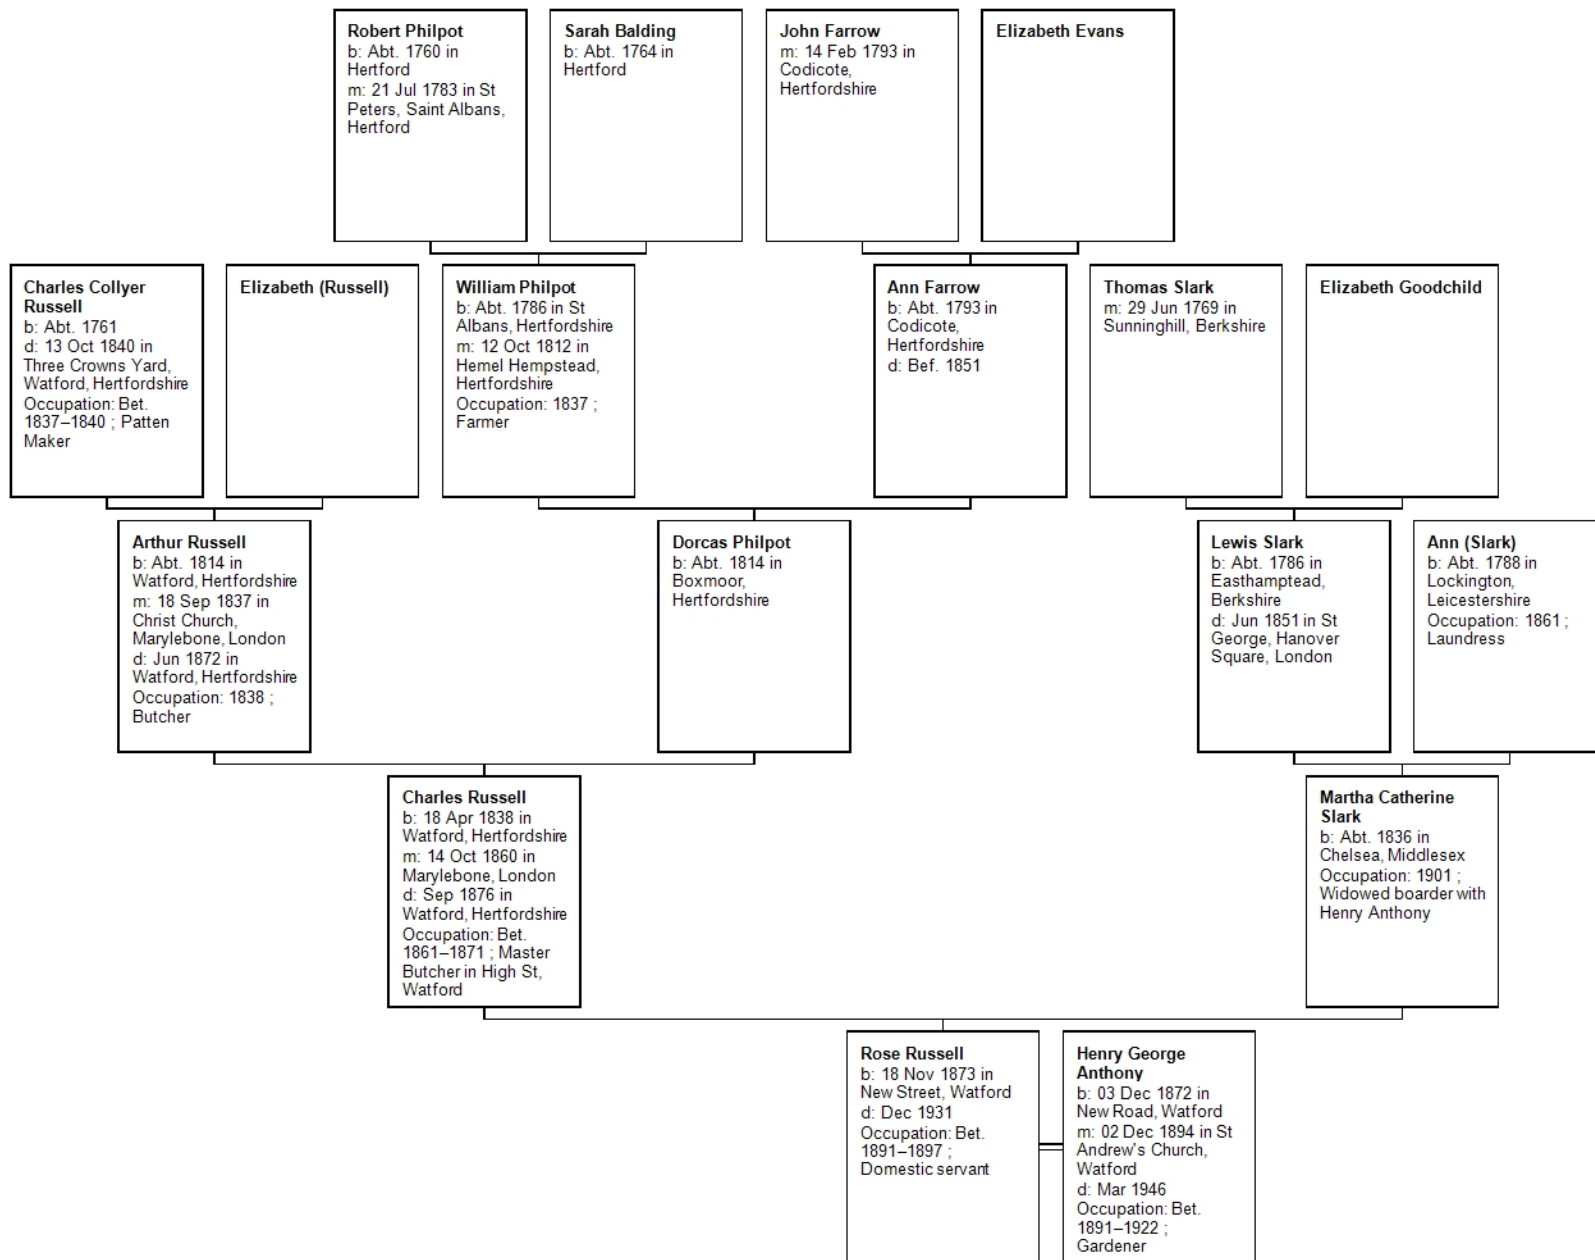 Robert Philpot
b: Abt. 1760 in
Hertford
m: 21 Jul 1783 in St
Peters, Saint Albans,
Hertford
Sarah Balding
b: Abt. 1764 in
Hertford
John Farrow
m: 14 Feb 1793 in
Codicote,
Hertfordshire
Elizabeth Evans
Charles Collyer
Russell
b: Abt. 1761
d: 13 Oct 1840 in
Three Crowns Yard,
Watford, Hertfordshire
Occupation: Bet.
1837–1840 ; Patten
Maker
Elizabeth (Russell)
William Philpot
b: Abt. 1786 in St
Albans, Hertfordshire
m: 12 Oct 1812 in
Hemel Hempstead,
Hertfordshire
Occupation: 1837 ;
Farmer
Ann Farrow
b: Abt. 1793 in
Codicote,
Hertfordshire
d: Bef. 1851
Thomas Slark
m: 29 Jun 1769 in
Sunninghill, Berkshire
Elizabeth Goodchild
Arthur Russell
b: Abt. 1814 in
Watford, Hertfordshire
m: 18 Sep 1837 in
Christ Church,
Marylebone, London
d: Jun 1872 in
Watford, Hertfordshire
Occupation: 1838 ;
Butcher
Dorcas Philpot
b: Abt. 1814 in
Boxmoor,
Hertfordshire
Lewis Slark
b: Abt. 1786 in
Easthamptead,
Berkshire
d: Jun 1851 in St
George, Hanover
Square, London
Ann (Slark)
b: Abt. 1788 in
Lockington,
Leicestershire
Occupation: 1861 ;
Laundress
Charles Russell
b: 18 Apr 1838 in
Watford, Hertfordshire
m: 14 Oct 1860 in
Marylebone, London
d: Sep 1876 in
Watford, Hertfordshire
Occupation: Bet.
1861–1871 ; Master
Butcher in High St,
Watford
Martha Catherine
Slark
b: Abt. 1836 in
Chelsea, Middlesex
Occupation: 1901 ;
Widowed boarder with
Henry Anthony
Rose Russell
b: 18 Nov 1873 in
New Street, Watford
d: Dec 1931
Occupation: Bet.
1891–1897 ;
Domestic servant
Henry George
Anthony
b: 03 Dec 1872 in
New Road, Watford
m: 02 Dec 1894 in St
Andrew's Church,
Watford
d: Mar 1946
Occupation: Bet.
1891–1922 ;
Gardener